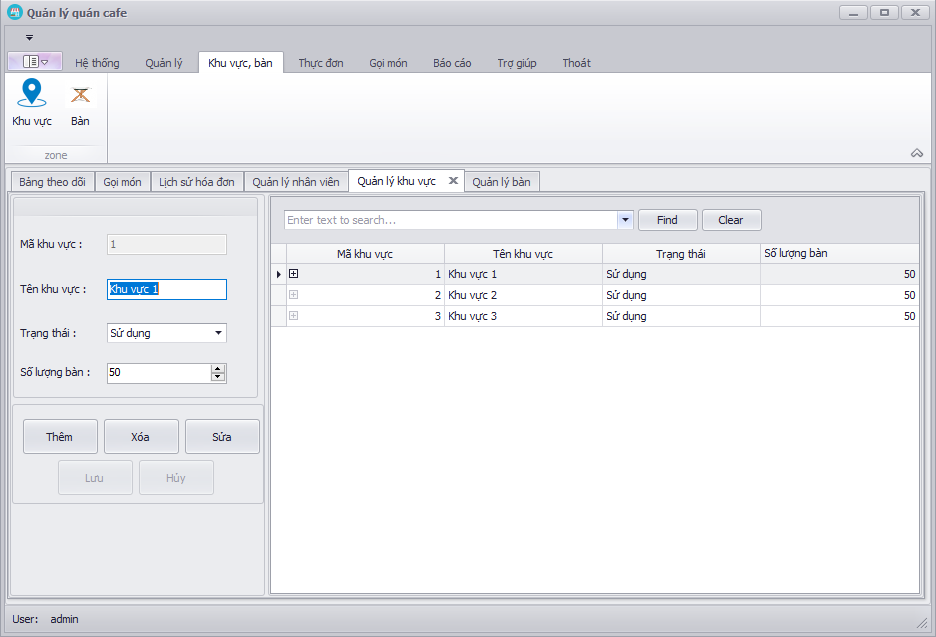 Quản lý quán cafe
Hệ thống Quản lý Khu vực, bàn Thực đơn Gọi món Báo cáo Trợ giúp Thoát
Khu vực Bàn
zone
Bảng theo dõi Gọi món Lịch sử hóa đơn Quản lý nhân viên Quản lý khu vực Quản lý bàn
Mã khu vực : 1
Tên khu vực : Khu vực 1
Trạng thái : Sử dụng
Số lượng bàn : 50
Thêm Xóa Sửa
Lưu Hủy
Enter text to search... Find Clear
Mã khu vực Tên khu vực Trạng thái Số lượng bàn
1 Khu vực 1 Sử dụng 50
2 Khu vực 2 Sử dụng 50
3 Khu vực 3 Sử dụng 50
User: admin